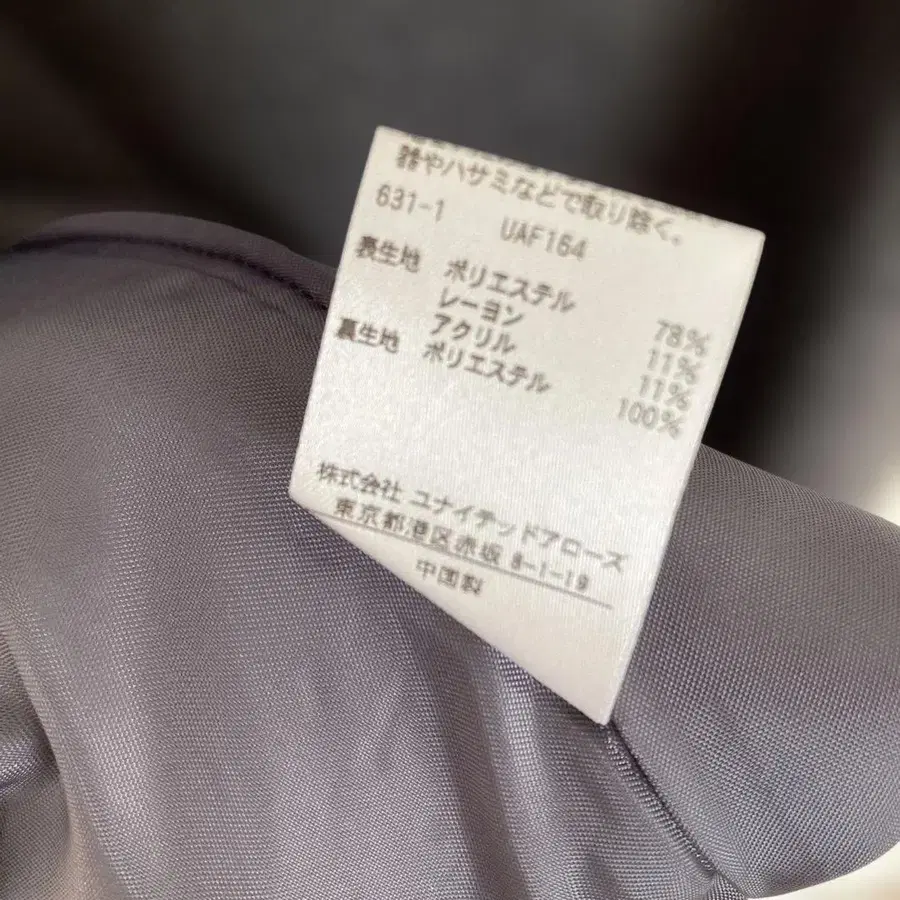 器やハサミなどで取り除く。
631-1 UAF164
表生地 ポリエステル 78%
レーヨン 11%
アクリル 11%
裏生地 ポリエステル 100%
株式会社 ユナイテッドアローズ
東京都港区赤坂 8-1-19
中国製